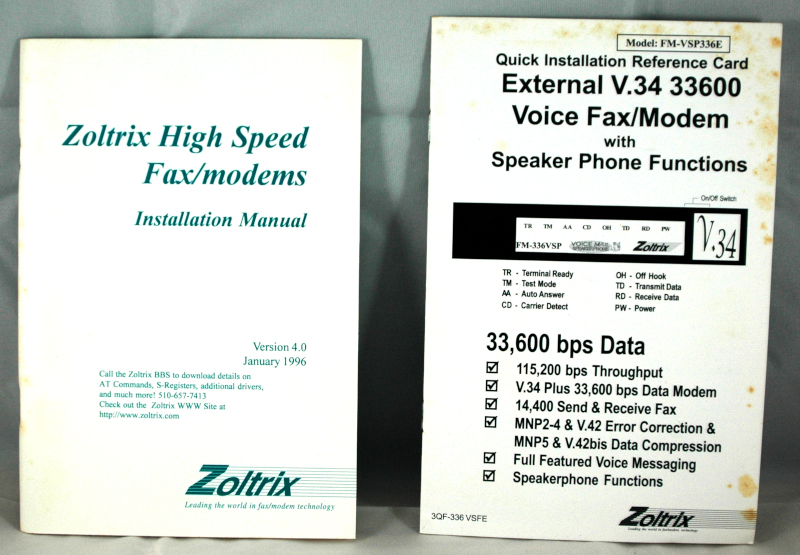 Zoltrix High Speed
Fax/modems
Installation Manual
Version 4.0
January 1996
Call the Zoltrix BBS to download details on
AT Commands, S-Registers, additional drivers,
and much more! 510-657-7413
Check out the Zoltrix WWW Site at
http://www.zoltrix.com
Zoltrix
Leading the world in fax/modem technology
Model: FM-VSP336E
Quick Installation Reference Card
External V.34 33600
Voice Fax/Modem
with
Speaker Phone Functions
On/Off Switch
TR TM AA CD OH TD RD PW
FM-336VSP Zoltrix
V.34
TR - Terminal Ready
TM - Test Mode
AA - Auto Answer
CD - Carrier Detect
OH - Off Hook
TD - Transmit Data
RD - Receive Data
PW - Power
33,600 bps Data
115,200 bps Throughput
V.34 Plus 33,600 bps Data Modem
14,400 Send & Receive Fax
MNP2-4 & V.42 Error Correction &
MNP5 & V.42bis Data Compression
Full Featured Voice Messaging
Speakerphone Functions
3QF-336 VSFE
Zoltrix
Leading the world in fax/modem technology